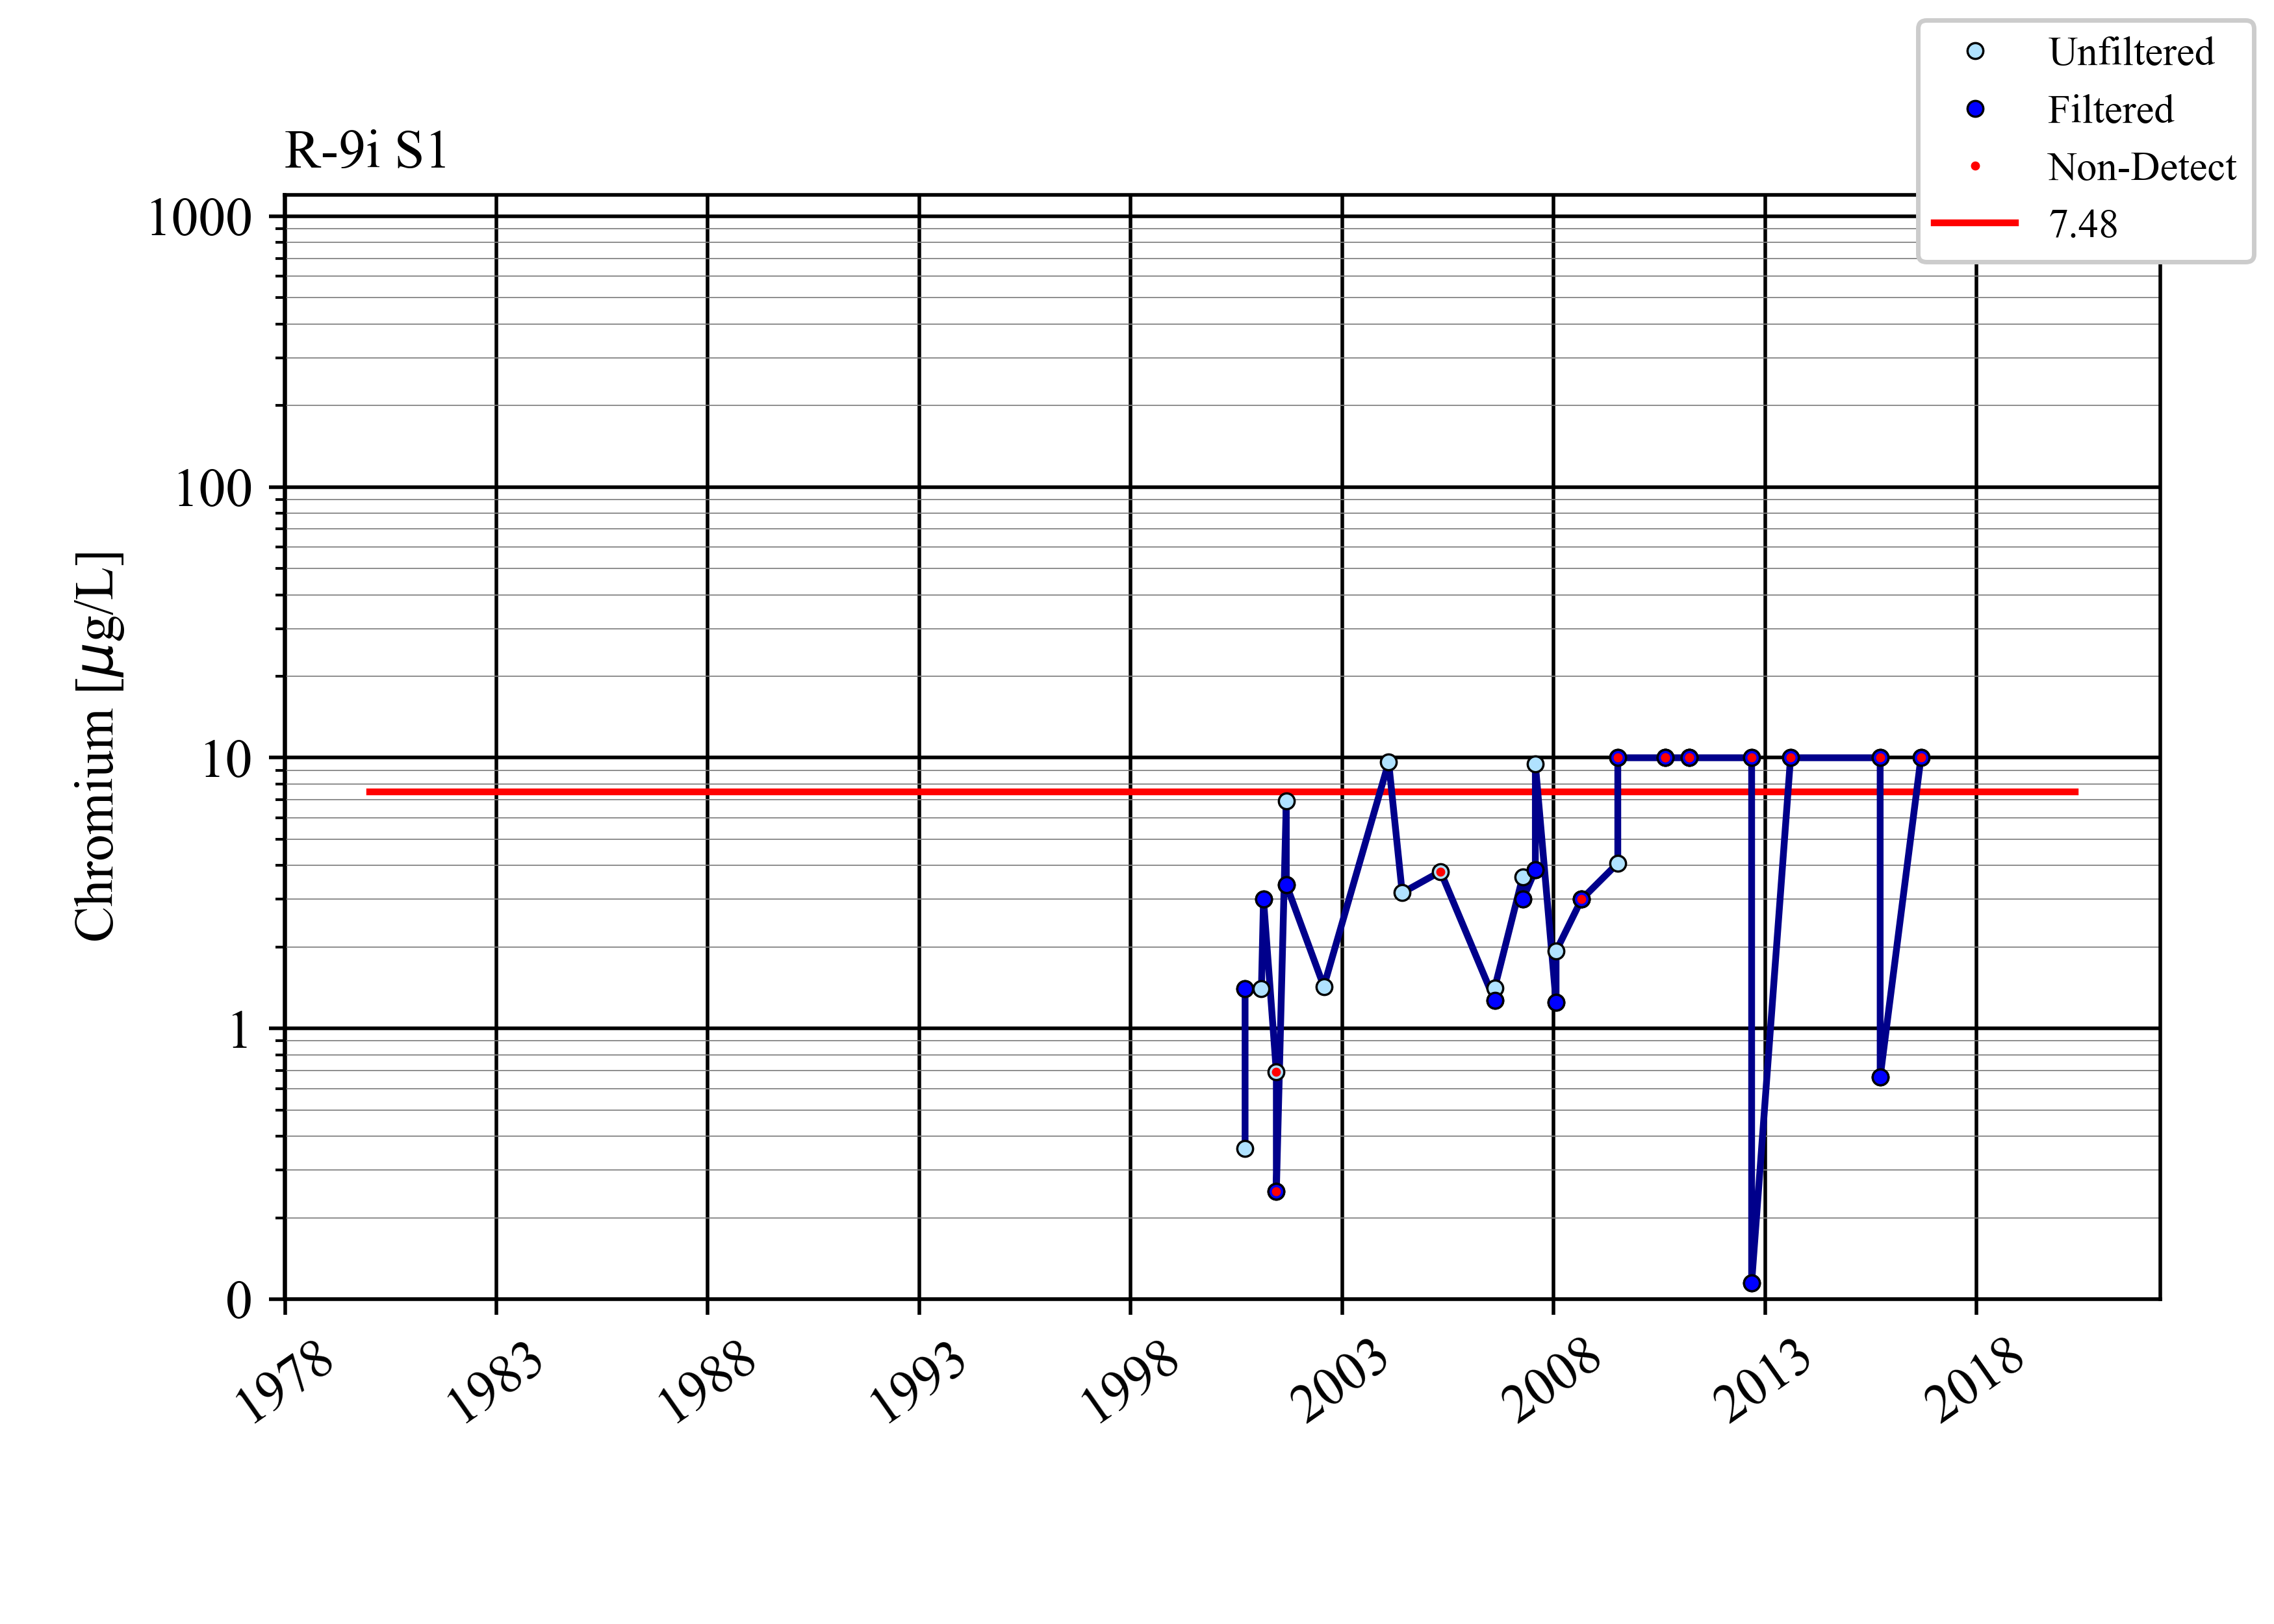 Unfiltered
Filtered
Non-Detect
7.48
R-9i S1
1000
100
10
1
0
Chromium [μg/L]
1978 1983 1988 1993 1998 2003 2008 2013 2018